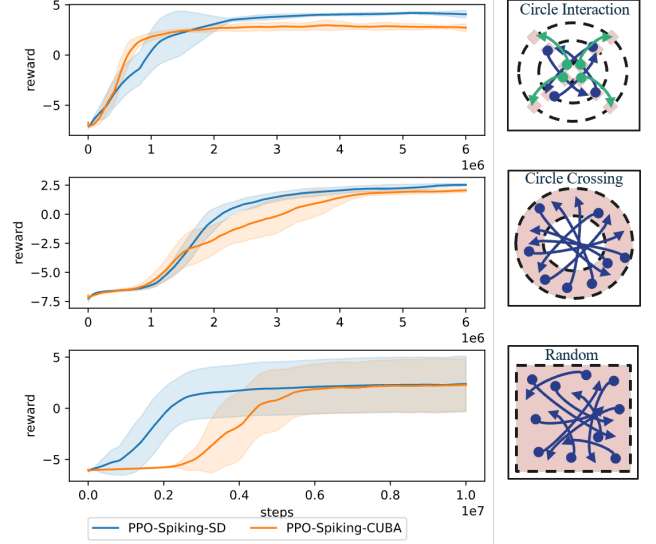 5
0
−5
reward
0
1
2
3
4
5
6
1e6
Circle Interaction
2.5
0.0
−2.5
−5.0
−7.5
reward
0
1
2
3
4
5
6
1e6
Circle Crossing
5
0
−5
reward
0.0
0.2
0.4
0.6
0.8
1.0
steps
1e7
Random
PPO-Spiking-SD
PPO-Spiking-CUBA